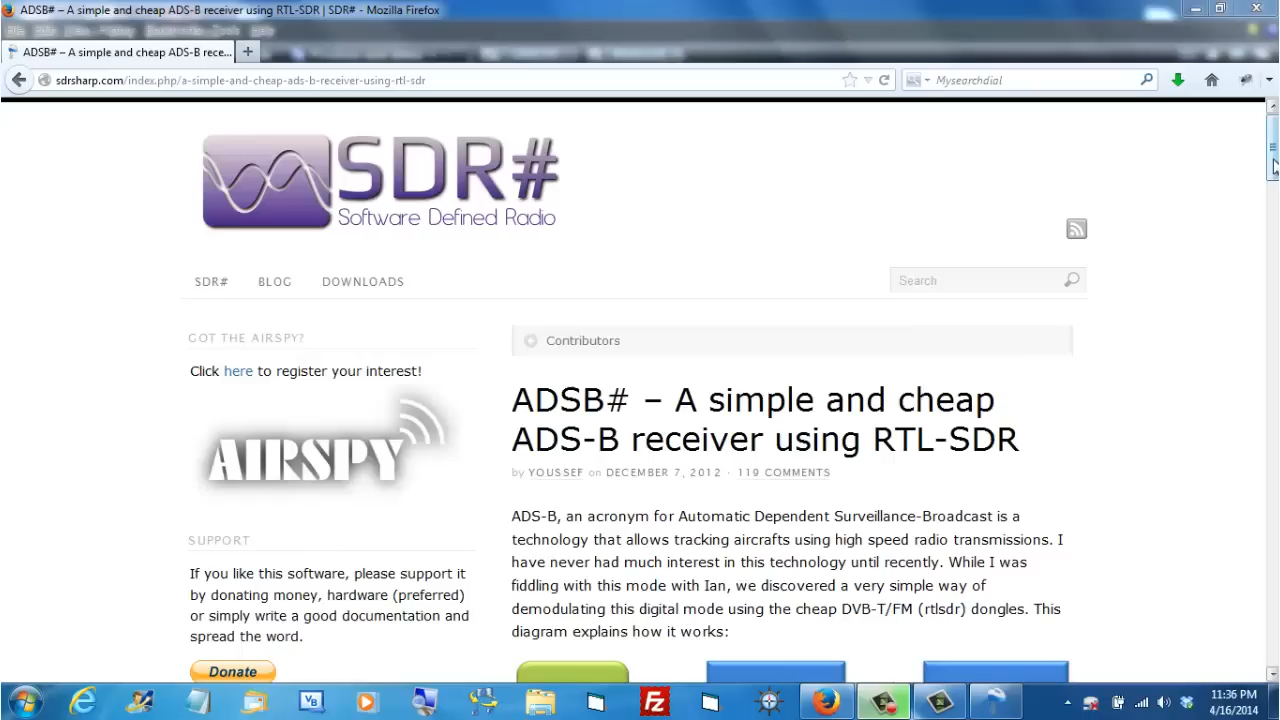 ADSB# – A simple and cheap ADS-B receiver using RTL-SDR | SDR# - Mozilla Firefox
ADSB# – A simple and cheap ADS-B rece...
sdrsharp.com/index.php/a-simple-and-cheap-ads-b-receiver-using-rtl-sdr
Mysearchdial
SDR#
Software Defined Radio
SDR# BLOG DOWNLOADS
Search
GOT THE AIRSPY?
Click here to register your interest!
AIRSPY
SUPPORT
If you like this software, please support it
by donating money, hardware (preferred)
or simply write a good documentation and
spread the word.
Donate
Contributors
ADSB# – A simple and cheap
ADS-B receiver using RTL-SDR
by YOUSSEF on DECEMBER 7, 2012 · 119 COMMENTS
ADS-B, an acronym for Automatic Dependent Surveillance-Broadcast is a
technology that allows tracking aircrafts using high speed radio transmissions. I
have never had much interest in this technology until recently. While I was
fiddling with this mode with Ian, we discovered a very simple way of
demodulating this digital mode using the cheap DVB-T/FM (rtlsdr) dongles. This
diagram explains how it works:
VB
FZ
11:36 PM
4/16/2014